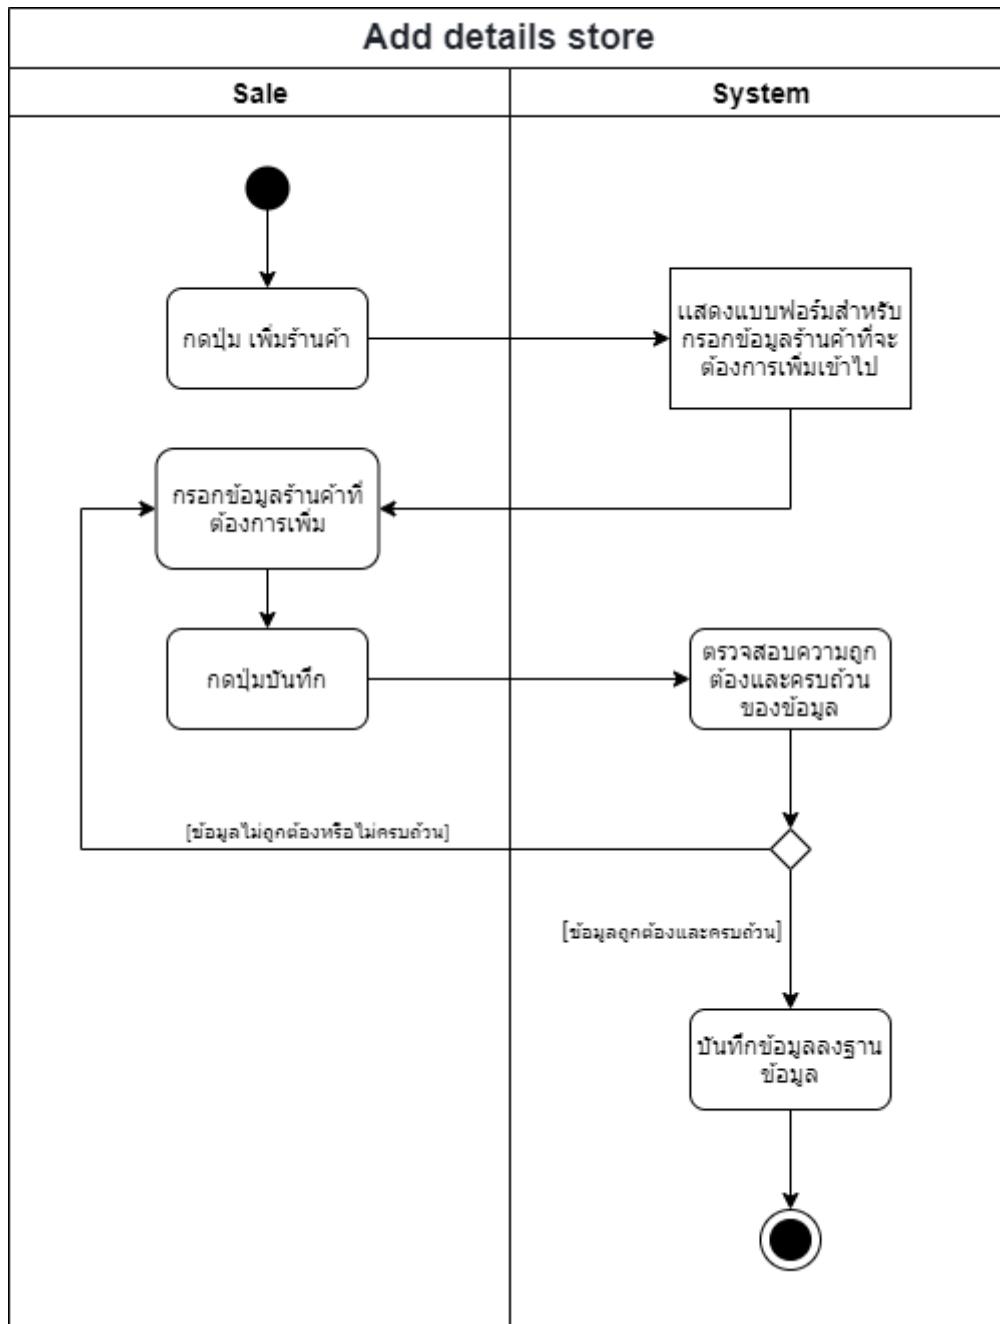 Add details store
Sale
System
กดปุ่ม เพิ่มร้านค้า
เเสดงแบบฟอร์มสำหรับ
กรอกข้อมูลร้านค้าที่จะ
ต้องการเพิ่มเข้าไป
กรอกข้อมูลร้านค้าที่
ต้องการเพิ่ม
กดปุ่มบันทึก
ตรวจสอบความถูก
ต้องและครบถ้วน
ของข้อมูล
[ข้อมูลไม่ถูกต้องหรือไม่ครบถ้วน]
[ข้อมูลถูกต้องและครบถ้วน]
บันทึกข้อมูลลงฐาน
ข้อมูล